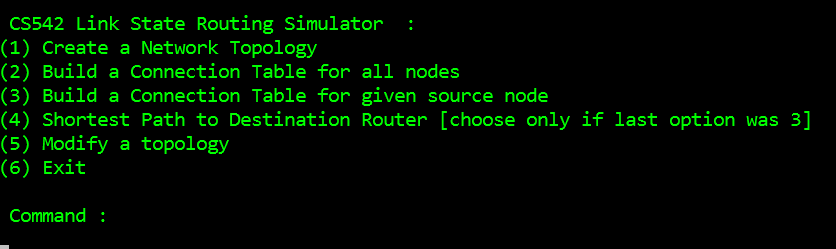 CS542 Link State Routing Simulator  :
(1) Create a Network Topology
(2) Build a Connection Table for all nodes
(3) Build a Connection Table for given source node
(4) Shortest Path to Destination Router [choose only if last option was 3]
(5) Modify a topology
(6) Exit
Command :